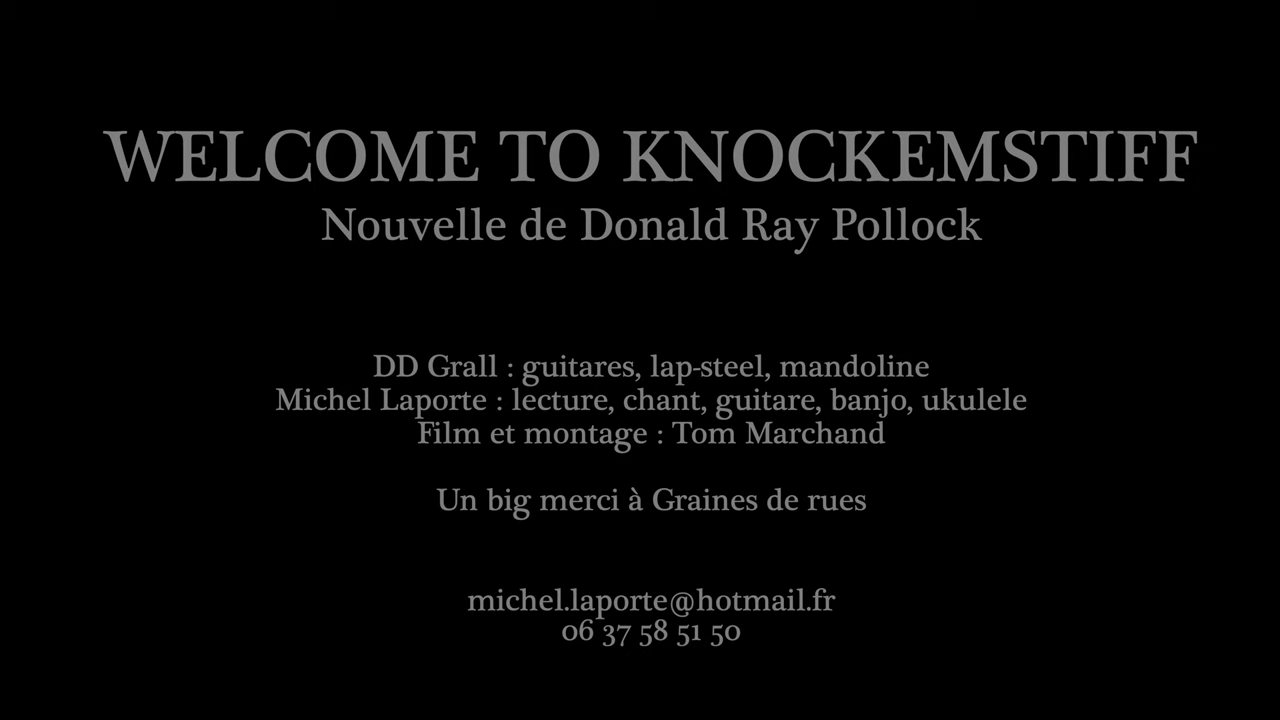 WELCOME TO KNOCKEMSTIFF
Nouvelle de Donald Ray Pollock
DD Grall : guitares, lap-steel, mandoline
Michel Laporte : lecture, chant, guitare, banjo, ukulele
Film et montage : Tom Marchand
Un big merci à Graines de rues
michel.laporte@hotmail.fr
06 37 58 51 50